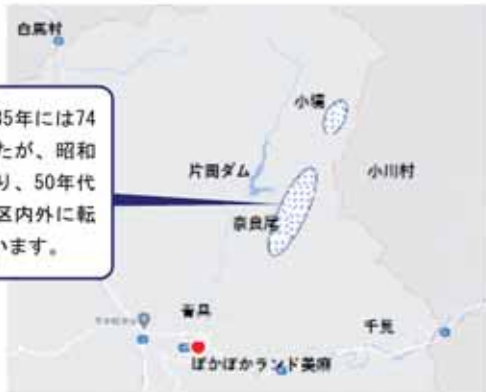 白馬村
35年には74
たが、昭和
り、50年代
区内外に転
います。
小塩
片岡ダム
小川村
奈良尾
青具
千見
ぽかぽかランド美麻